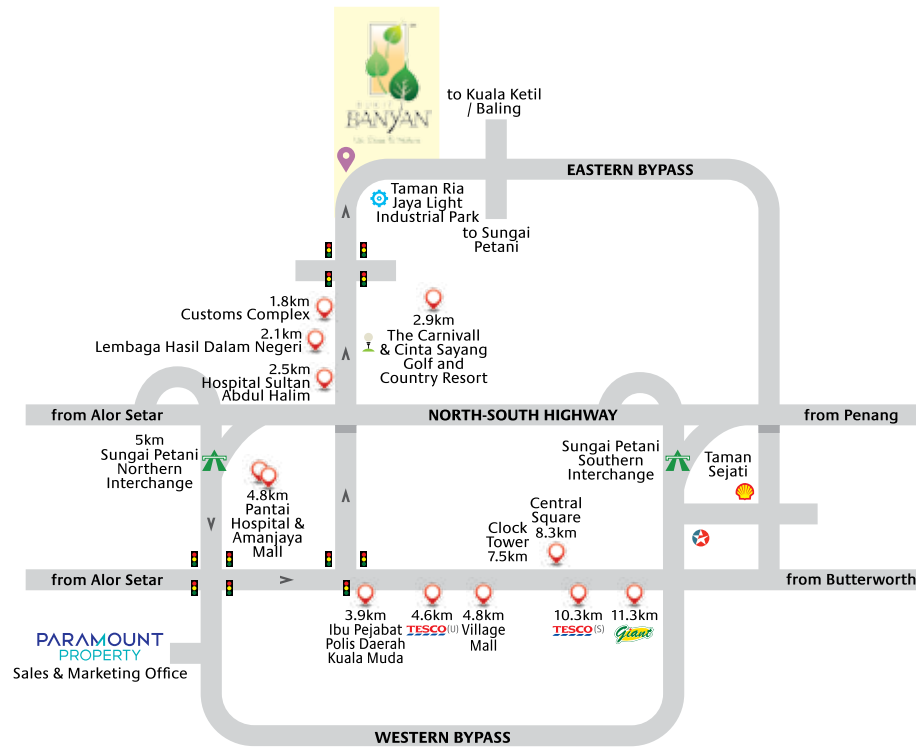 BUKIT
BANYAN
to Kuala Ketil
/ Baling
EASTERN BYPASS
Taman Ria
Jaya Light
Industrial Park
to Sungai
Petani
1.8km
Customs Complex
2.1km
Lembaga Hasil Dalam Negeri
2.5km
Hospital Sultan
Abdul Halim
2.9km
The Carnivall
& Cinta Sayang
Golf and
Country Resort
from Alor Setar
NORTH-SOUTH HIGHWAY
from Penang
5km
Sungai Petani
Northern
Interchange
4.8km
Pantai
Hospital &
Amanjaya
Mall
Sungai Petani
Southern
Interchange
Taman
Sejati
Clock
Tower
7.5km
Central
Square
8.3km
from Alor Setar
from Butterworth
3.9km
Ibu Pejabat
Polis Daerah
Kuala Muda
4.6km
TESCO (U)
4.8km
Village
Mall
10.3km
TESCO (S)
11.3km
Giant
PARAMOUNT
PROPERTY
Sales & Marketing Office
WESTERN BYPASS